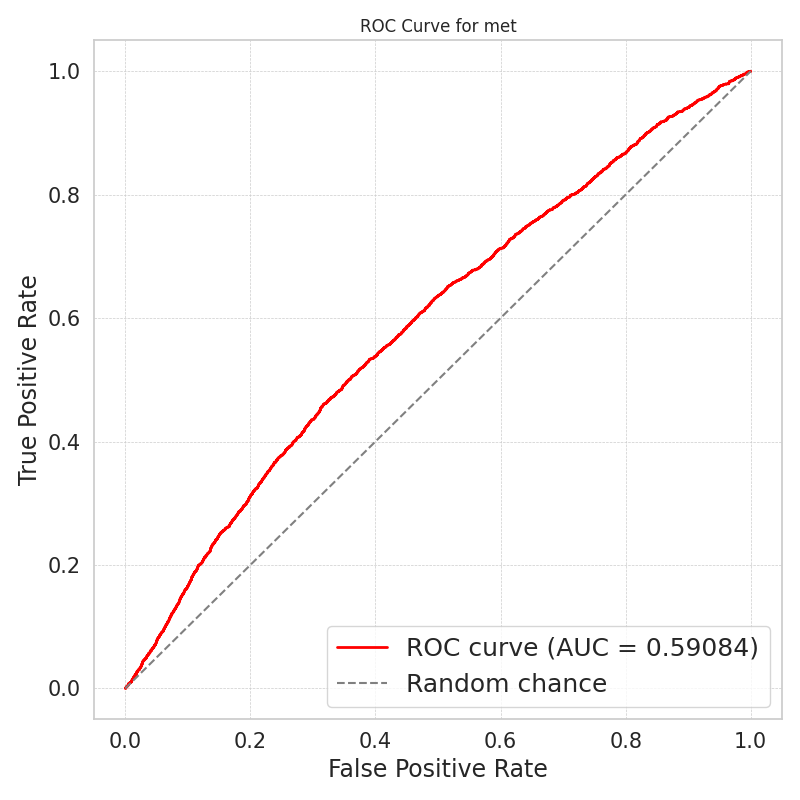 ROC Curve for met
1.0
0.8
0.6
0.4
0.2
0.0
True Positive Rate
ROC curve (AUC = 0.59084)
Random chance
0.0 0.2 0.4 0.6 0.8 1.0
False Positive Rate